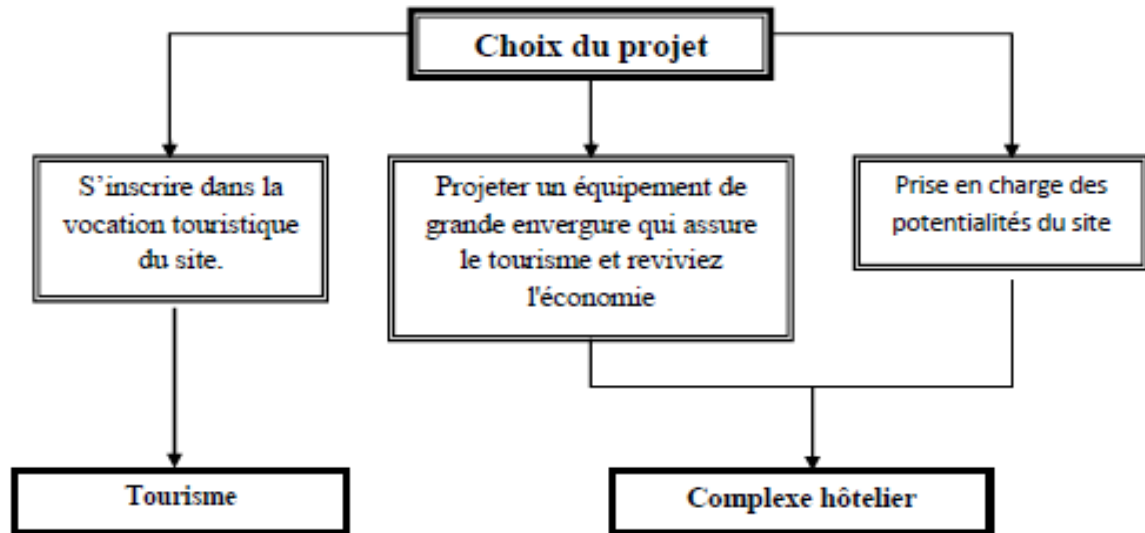 Choix du projet
S'inscrire dans la
vocation touristique
du site.
Projeter un équipement de
grande envergure qui assure
le tourisme et reviviez
l'économie
Prise en charge des
potentialités du site
Tourisme
Complexe hôtelier